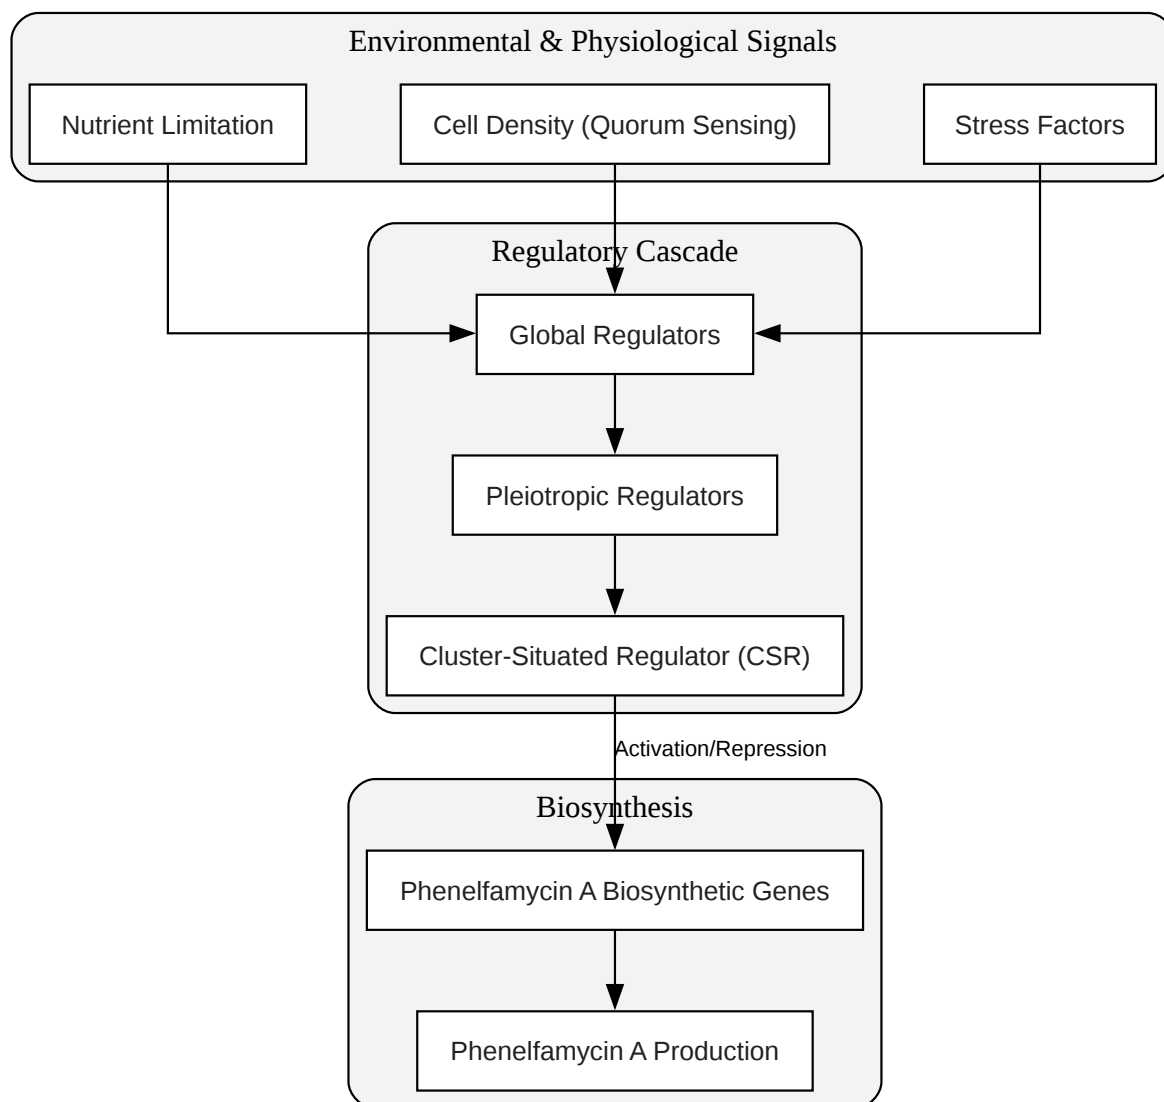 Environmental & Physiological Signals
Nutrient Limitation
Cell Density (Quorum Sensing)
Stress Factors
Regulatory Cascade
Global Regulators
Pleiotropic Regulators
Cluster-Situated Regulator (CSR)
Activation/Repression
Biosynthesis
Phenelfamycin A Biosynthetic Genes
Phenelfamycin A Production